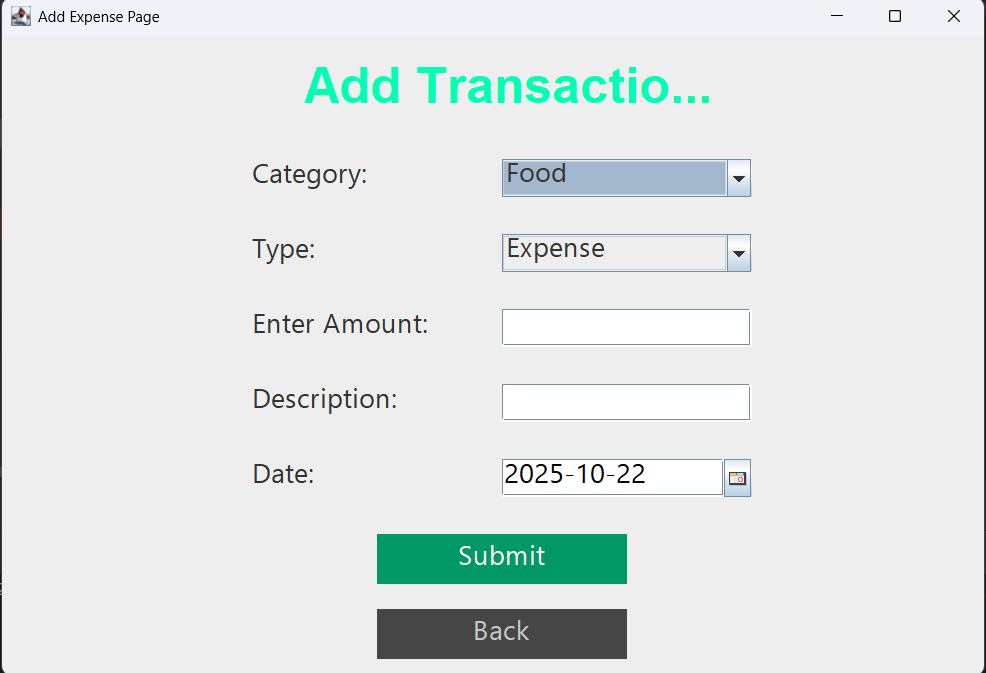 Add Expense Page
Add Transactio...
Category: Food
Type: Expense
Enter Amount:
Description:
Date: 2025-10-22
Submit
Back